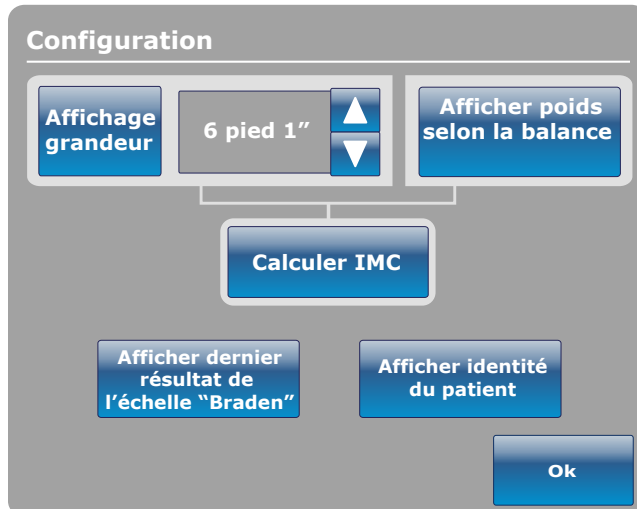 Configuration
Affichage
grandeur
6 pied 1”
Afficher poids
selon la balance
Calculer IMC
Afficher dernier
résultat de
l’échelle “Braden”
Afficher identité
du patient
Ok